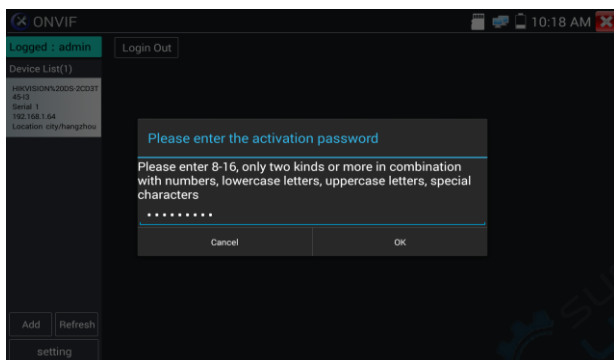 ONVIF
10:18 AM
Logged : admin
Login Out
Device List(1)
HIKVISION%20DS-2CD3T
45-I3
Serial 1
192.168.1.64
Location city/hangzhou
Please enter the activation password
Please enter 8-16, only two kinds or more in combination
with numbers, lowercase letters, uppercase letters, special
characters
•••••••••
Cancel
OK
Add
Refresh
setting